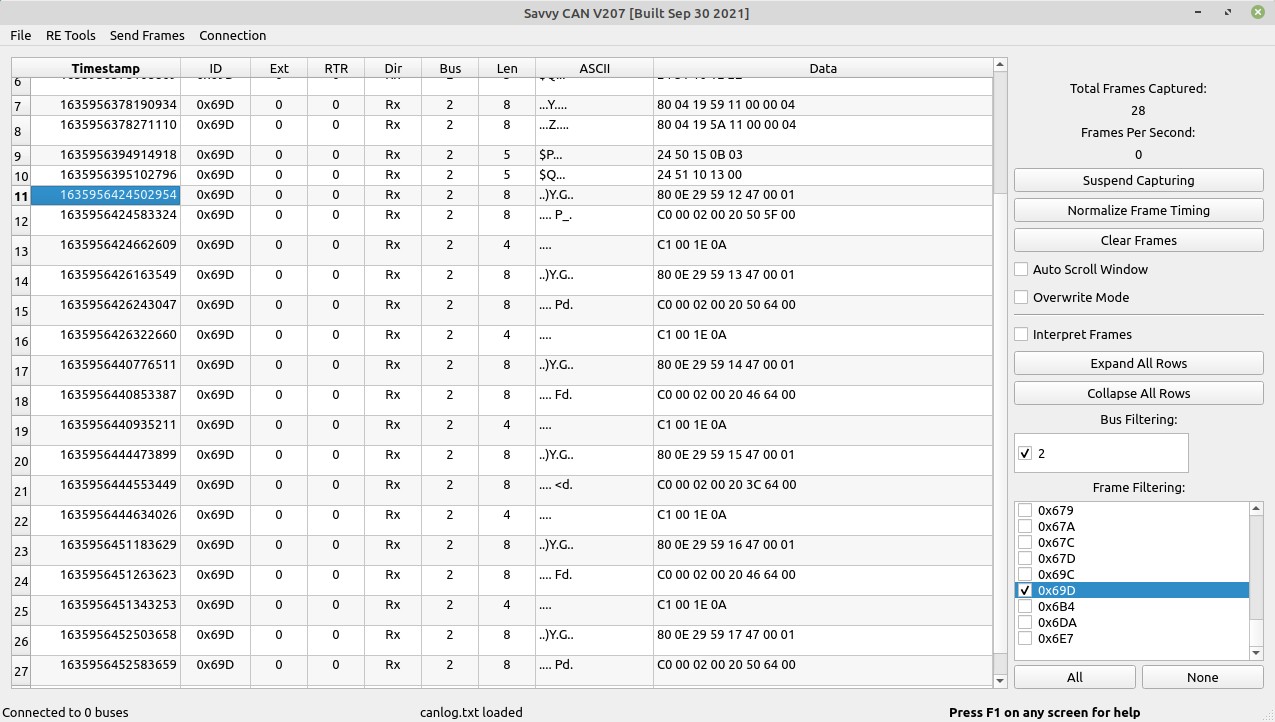 Savvy CAN V207 [Built Sep 30 2021]
File RE Tools Send Frames Connection
Timestamp ID Ext RTR Dir Bus Len ASCII Data
6
7 1635956378190934 0x69D 0 0 Rx 2 8 ...Y.... 80 04 19 59 11 00 00 04
8 1635956378271110 0x69D 0 0 Rx 2 8 ...Z.... 80 04 19 5A 11 00 00 04
9 1635956394914918 0x69D 0 0 Rx 2 5 $P... 24 50 15 0B 03
10 1635956395102796 0x69D 0 0 Rx 2 5 $Q... 24 51 10 13 00
11 1635956424502954 0x69D 0 0 Rx 2 8 ..)Y.G.. 80 0E 29 59 12 47 00 01
12 1635956424583324 0x69D 0 0 Rx 2 8 .... P_. C0 00 02 00 20 50 5F 00
13 1635956424662609 0x69D 0 0 Rx 2 4 .... C1 00 1E 0A
14 1635956426163549 0x69D 0 0 Rx 2 8 ..)Y.G.. 80 0E 29 59 13 47 00 01
15 1635956426243047 0x69D 0 0 Rx 2 8 .... Pd. C0 00 02 00 20 50 64 00
16 1635956426322660 0x69D 0 0 Rx 2 4 .... C1 00 1E 0A
17 1635956440776511 0x69D 0 0 Rx 2 8 ..)Y.G.. 80 0E 29 59 14 47 00 01
18 1635956440853387 0x69D 0 0 Rx 2 8 .... Fd. C0 00 02 00 20 46 64 00
19 1635956440935211 0x69D 0 0 Rx 2 4 .... C1 00 1E 0A
20 1635956444473899 0x69D 0 0 Rx 2 8 ..)Y.G.. 80 0E 29 59 15 47 00 01
21 1635956444553449 0x69D 0 0 Rx 2 8 .... <d. C0 00 02 00 20 3C 64 00
22 1635956444634026 0x69D 0 0 Rx 2 4 .... C1 00 1E 0A
23 1635956451183629 0x69D 0 0 Rx 2 8 ..)Y.G.. 80 0E 29 59 16 47 00 01
24 1635956451263623 0x69D 0 0 Rx 2 8 .... Fd. C0 00 02 00 20 46 64 00
25 1635956451343253 0x69D 0 0 Rx 2 4 .... C1 00 1E 0A
26 1635956452503658 0x69D 0 0 Rx 2 8 ..)Y.G.. 80 0E 29 59 17 47 00 01
27 1635956452583659 0x69D 0 0 Rx 2 8 .... Pd. C0 00 02 00 20 50 64 00
Total Frames Captured:
28
Frames Per Second:
0
Suspend Capturing
Normalize Frame Timing
Clear Frames
Auto Scroll Window
Overwrite Mode
Interpret Frames
Expand All Rows
Collapse All Rows
Bus Filtering:
2
Frame Filtering:
0x679
0x67A
0x67C
0x67D
0x69C
0x69D
0x6B4
0x6DA
0x6E7
All None
Connected to 0 buses canlog.txt loaded Press F1 on any screen for help